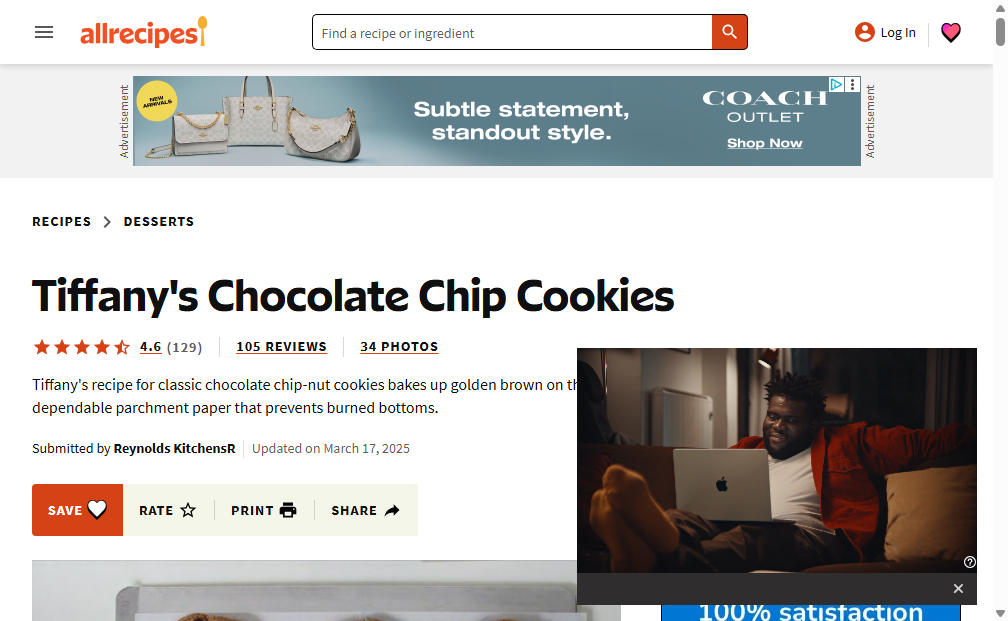 allrecipes
Find a recipe or ingredient
Log In
Advertisement
NEW ARRIVALS
Subtle statement,
standout style.
COACH
OUTLET
Shop Now
Advertisement
RECIPES > DESSERTS
Tiffany's Chocolate Chip Cookies
4.6 (129) 105 REVIEWS 34 PHOTOS
Tiffany's recipe for classic chocolate chip-nut cookies bakes up golden brown on th
dependable parchment paper that prevents burned bottoms.
Submitted by Reynolds KitchensR Updated on March 17, 2025
SAVE RATE PRINT SHARE
100% satisfaction